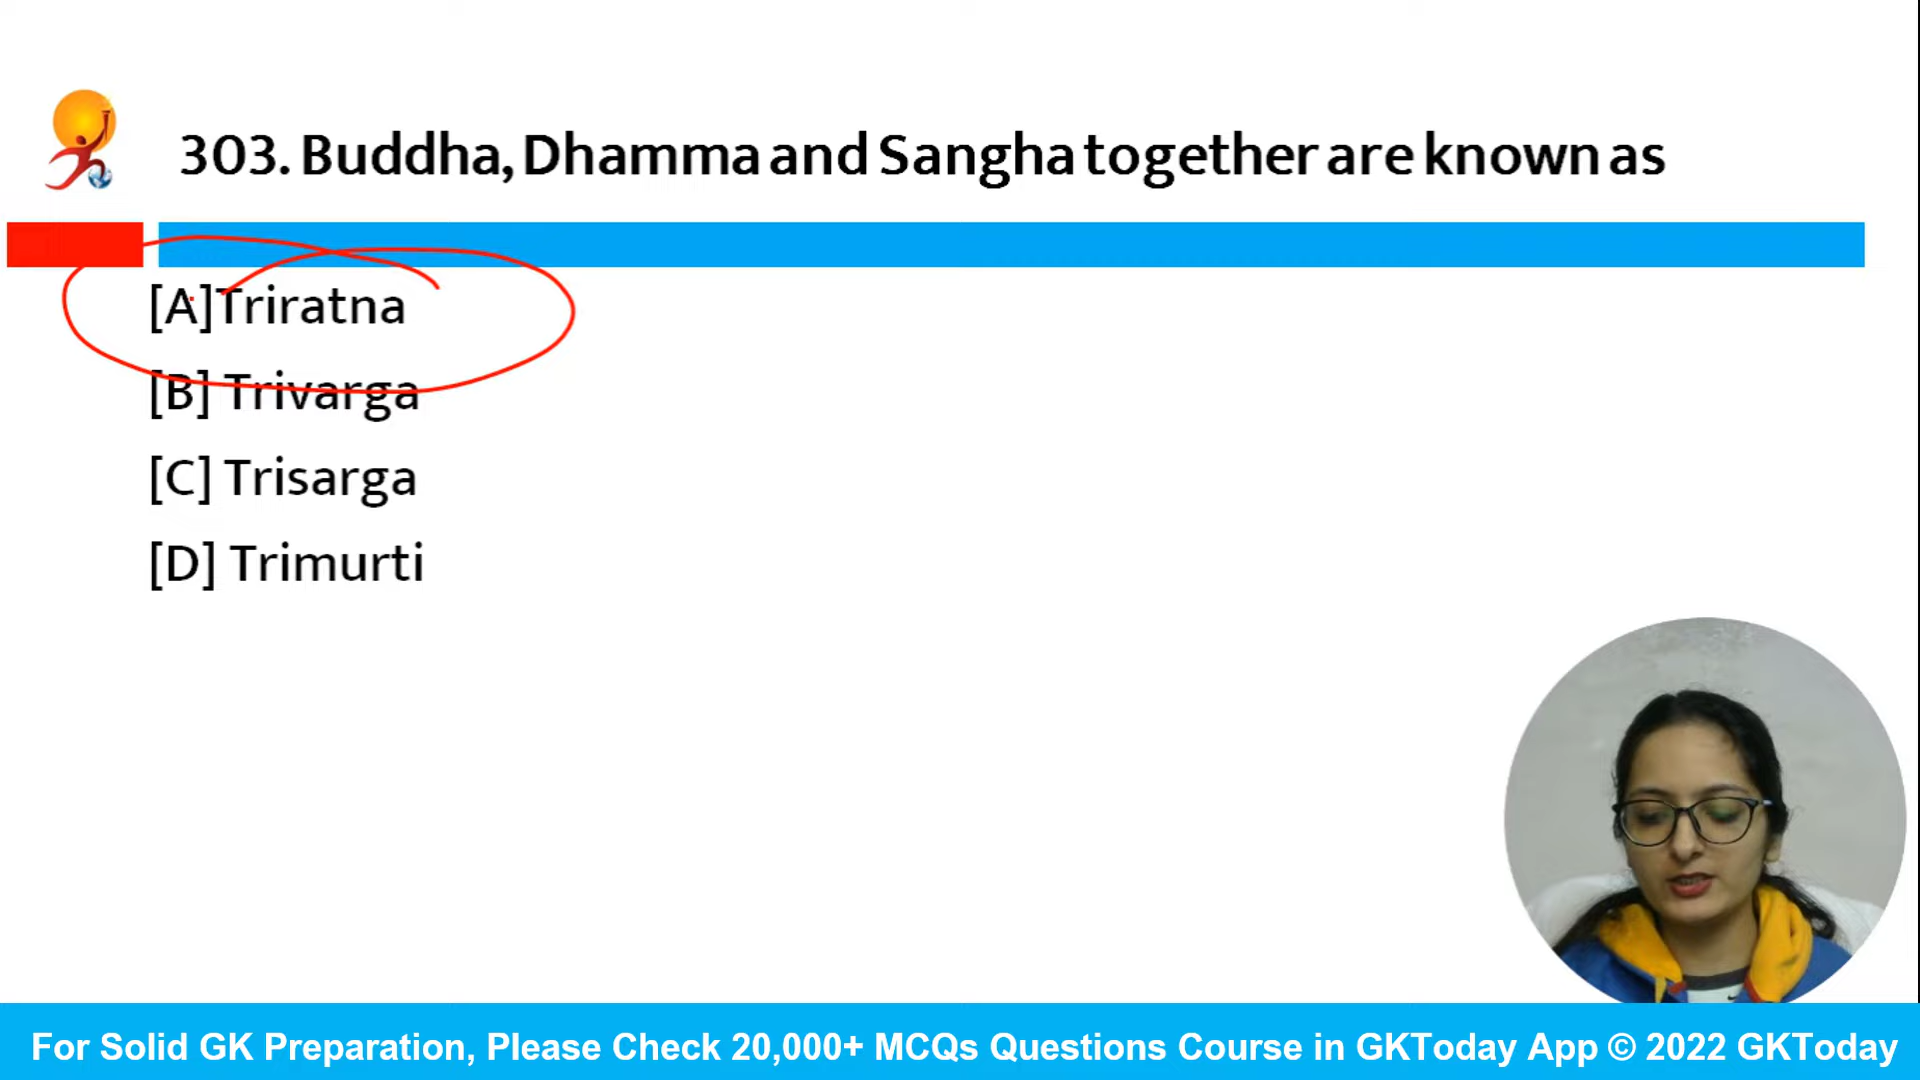 303. Buddha, Dhamma and Sangha together are known as
[A]Triratna
[B] Trivarga
[C] Trisarga
[D] Trimurti
For Solid GK Preparation, Please Check 20,000+ MCQs Questions Course in GKToday App © 2022 GKToday